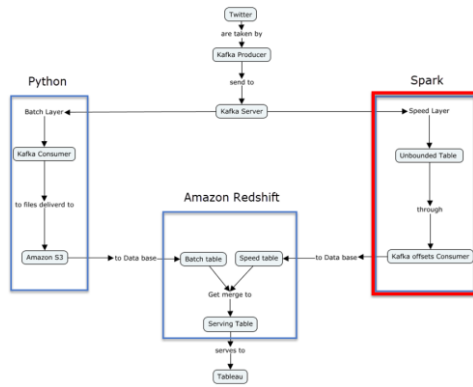 Twitter
are taken by
Kafka Producer
Python
send to
Spark
Batch Layer
Kafka Server
Speed Layer
Kafka Consumer
Unbounded Table
to files deliverd to
through
Amazon Redshift
Amazon S3
to Data base
Batch table
Speed table
to Data base
Kafka offsets Consumer
Get merge to
Serving Table
serves to
Tableau